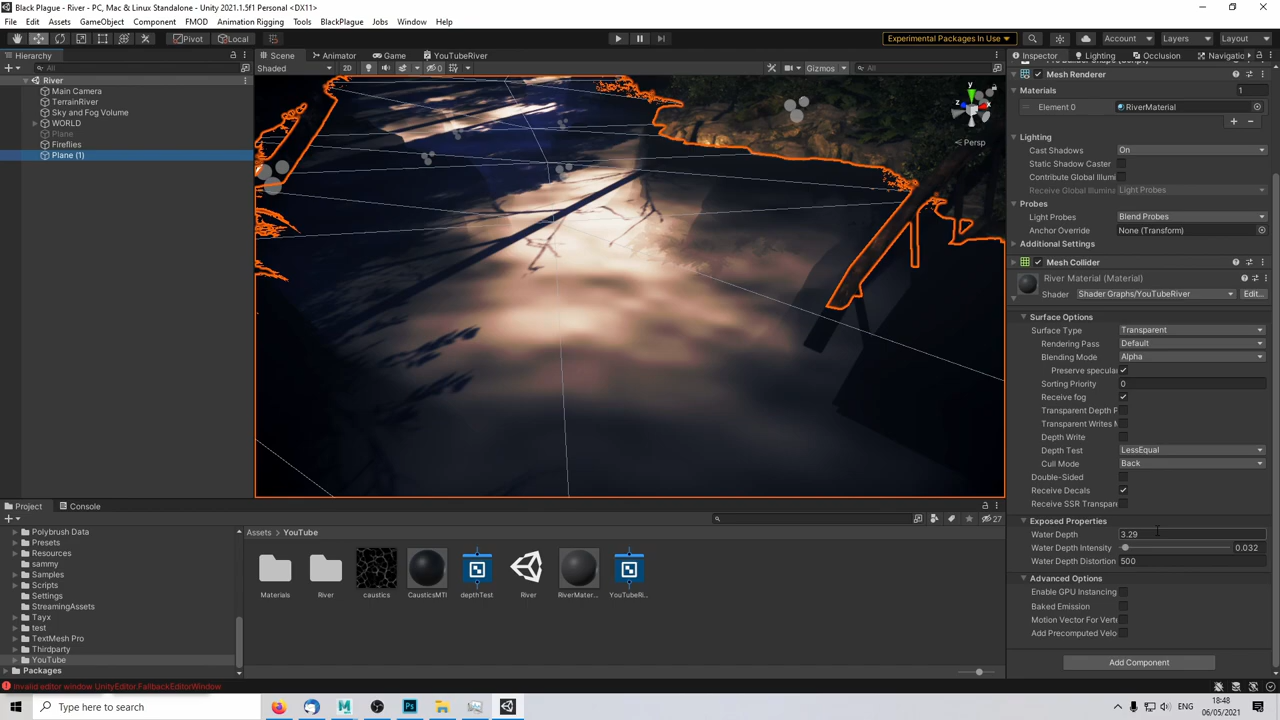 Black Plague - River - PC, Mac & Linux Standalone - Unity 2021.1.5f1 Personal <DX11>
File Edit Assets GameObject Component FMOD Animation Rigging Tools BlackPlague Jobs Window Help
Pivot Local Experimental Packages In Use Account Layers Layout
Hierarchy Scene Animator Game YouTubeRiver Inspector Lighting Occlusion Navigatio
All Shaded 2D 0 Gizmos All
River
Main Camera
TerrainRiver
Sky and Fog Volume
WORLD
Plane
Fireflies
Plane (1)
y
x
z
Persp
Mesh Renderer
Materials 1
Element 0 RiverMaterial
Lighting
Cast Shadows On
Static Shadow Caster
Contribute Global Illumi
Receive Global Illumina Light Probes
Probes
Light Probes Blend Probes
Anchor Override None (Transform)
Additional Settings
Mesh Collider
River Material (Material)
Shader Shader Graphs/YouTubeRiver Edit...
Surface Options
Surface Type Transparent
Rendering Pass Default
Blending Mode Alpha
Preserve specula
Sorting Priority 0
Receive fog
Transparent Depth P
Transparent Writes M
Depth Write
Depth Test LessEqual
Cull Mode Back
Double-Sided
Receive Decals
Receive SSR Transpare
Exposed Properties
Water Depth 3.29
Water Depth Intensity 0.032
Water Depth Distortion 500
Advanced Options
Enable GPU Instancing
Baked Emission
Motion Vector For Verte
Add Precomputed Velo
Add Component
Project Console
27
Polybrush Data
Presets
Resources
sammy
Samples
Scripts
Settings
StreamingAssets
Tayx
test
TextMesh Pro
Thirdparty
YouTube
Packages
Assets > YouTube
Materials River caustics CausticsMTl depthTest River RiverMater... YouTubeRi...
Invalid editor window UnityEditor.FallbackEditorWindow
Type here to search
ENG
18:48
06/05/2021